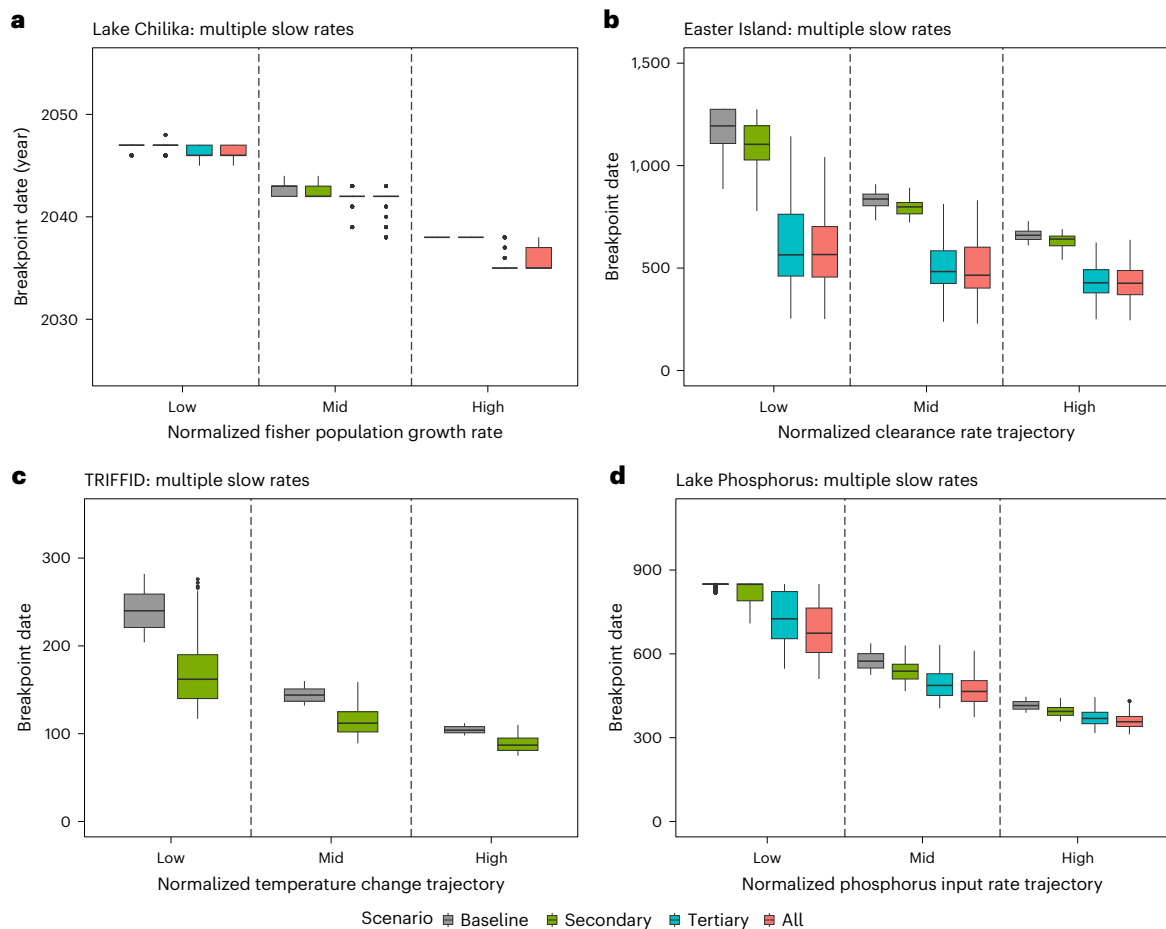 a
Lake Chilika: multiple slow rates
Breakpoint date (year)
2050
2040
2030
Low
Mid
High
Normalized fisher population growth rate
b
Easter Island: multiple slow rates
Breakpoint date
1,500
1,000
500
0
Low
Mid
High
Normalized clearance rate trajectory
c
TRIFFID: multiple slow rates
Breakpoint date
300
200
100
0
Low
Mid
High
Normalized temperature change trajectory
d
Lake Phosphorus: multiple slow rates
Breakpoint date
900
600
300
0
Low
Mid
High
Normalized phosphorus input rate trajectory
Scenario Baseline Secondary Tertiary All